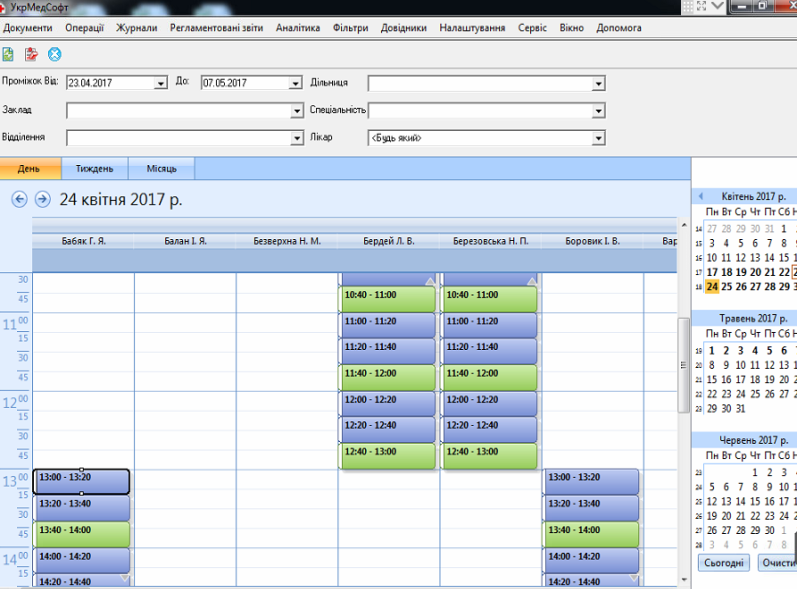 УкрМедСофт
Документи Операції Журнали Регламентовані звіти Аналітика Фільтри Довідники Налаштування Сервіс Вікно Допомога
Проміжок Від: 23.04.2017 До: 07.05.2017 Дільниця
Заклад Спеціальність
Відділення Лікар <Будь який>
День Тиждень Місяць
24 квітня 2017 р.
Бабяк Г. Я. Балан І. Я. Безверхна Н. М. Бердей Л. В. Березовська Н. П. Боровик І. В. Вар
30
45 10:40 - 11:00 10:40 - 11:00
11 00 11:00 - 11:20 11:00 - 11:20
15
30 11:20 - 11:40 11:20 - 11:40
45 11:40 - 12:00 11:40 - 12:00
12 00 12:00 - 12:20 12:00 - 12:20
15
30 12:20 - 12:40 12:20 - 12:40
45 12:40 - 13:00 12:40 - 13:00
13 00 13:00 - 13:20 13:00 - 13:20
15
30 13:20 - 13:40 13:20 - 13:40
45 13:40 - 14:00 13:40 - 14:00
14 00 14:00 - 14:20 14:00 - 14:20
15 14:20 - 14:40 14:20 - 14:40
Квітень 2017 р.
Пн Вт Ср Чт Пт Сб Н
14 27 28 29 30 31 1
15 3 4 5 6 7 8
16 10 11 12 13 14 15
17 17 18 19 20 21 22
18 24 25 26 27 28 29
Травень 2017 р.
Пн Вт Ср Чт Пт Сб Н
19 1 2 3 4 5 6
20 8 9 10 11 12 13
21 15 16 17 18 19 20
22 22 23 24 25 26 27
23 29 30 31
Червень 2017 р.
Пн Вт Ср Чт Пт Сб Н
23 1 2 3
24 5 6 7 8 9 10
25 12 13 14 15 16 17
26 19 20 21 22 23 24
27 26 27 28 29 30 1
28 3 4 5 6 7 8
Сьогодні Очисти